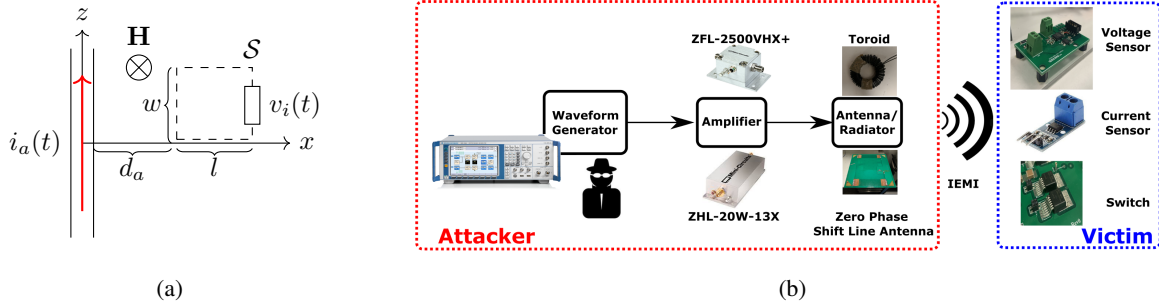 z
H
S
w
v_i(t)
i_a(t)
x
d_a
l
(a)
ZFL-2500VHX+
Toroid
Waveform
Generator
Amplifier
Antenna/
Radiator
ZHL-20W-13X
Zero Phase
Shift Line Antenna
Attacker
IEMI
Voltage
Sensor
Current
Sensor
Switch
Victim
(b)